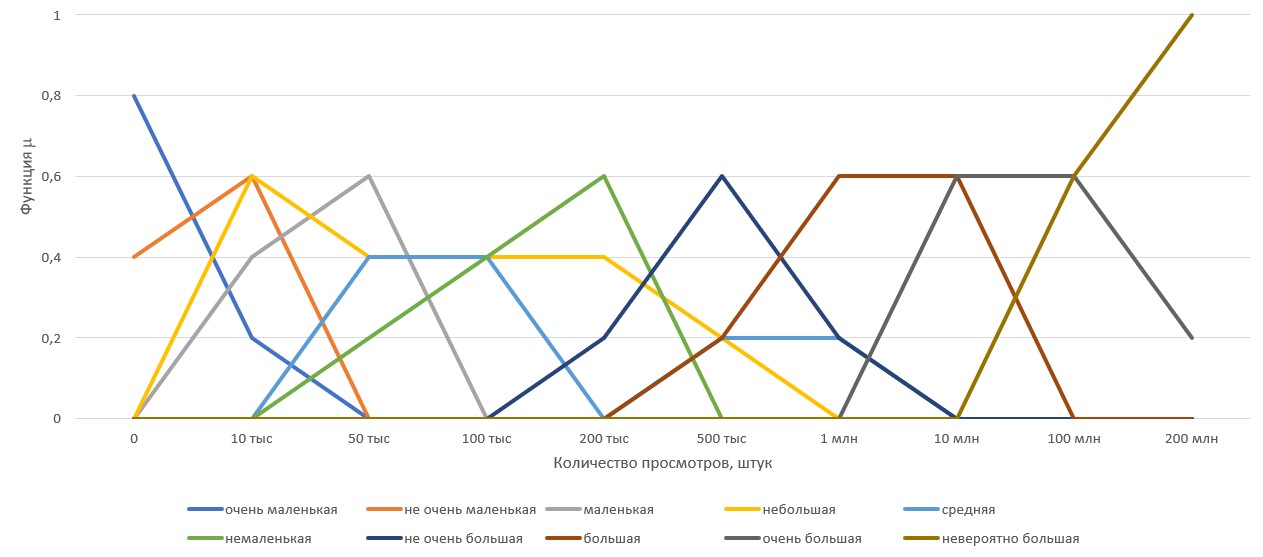 1
0,8
0,6
0,4
0,2
0
Функция μ
0 10 тыс 50 тыс 100 тыс 200 тыс 500 тыс 1 млн 10 млн 100 млн 200 млн
Количество просмотров, штук
очень маленькая не очень маленькая маленькая небольшая средняя
немаленькая не очень большая большая очень большая невероятно большая